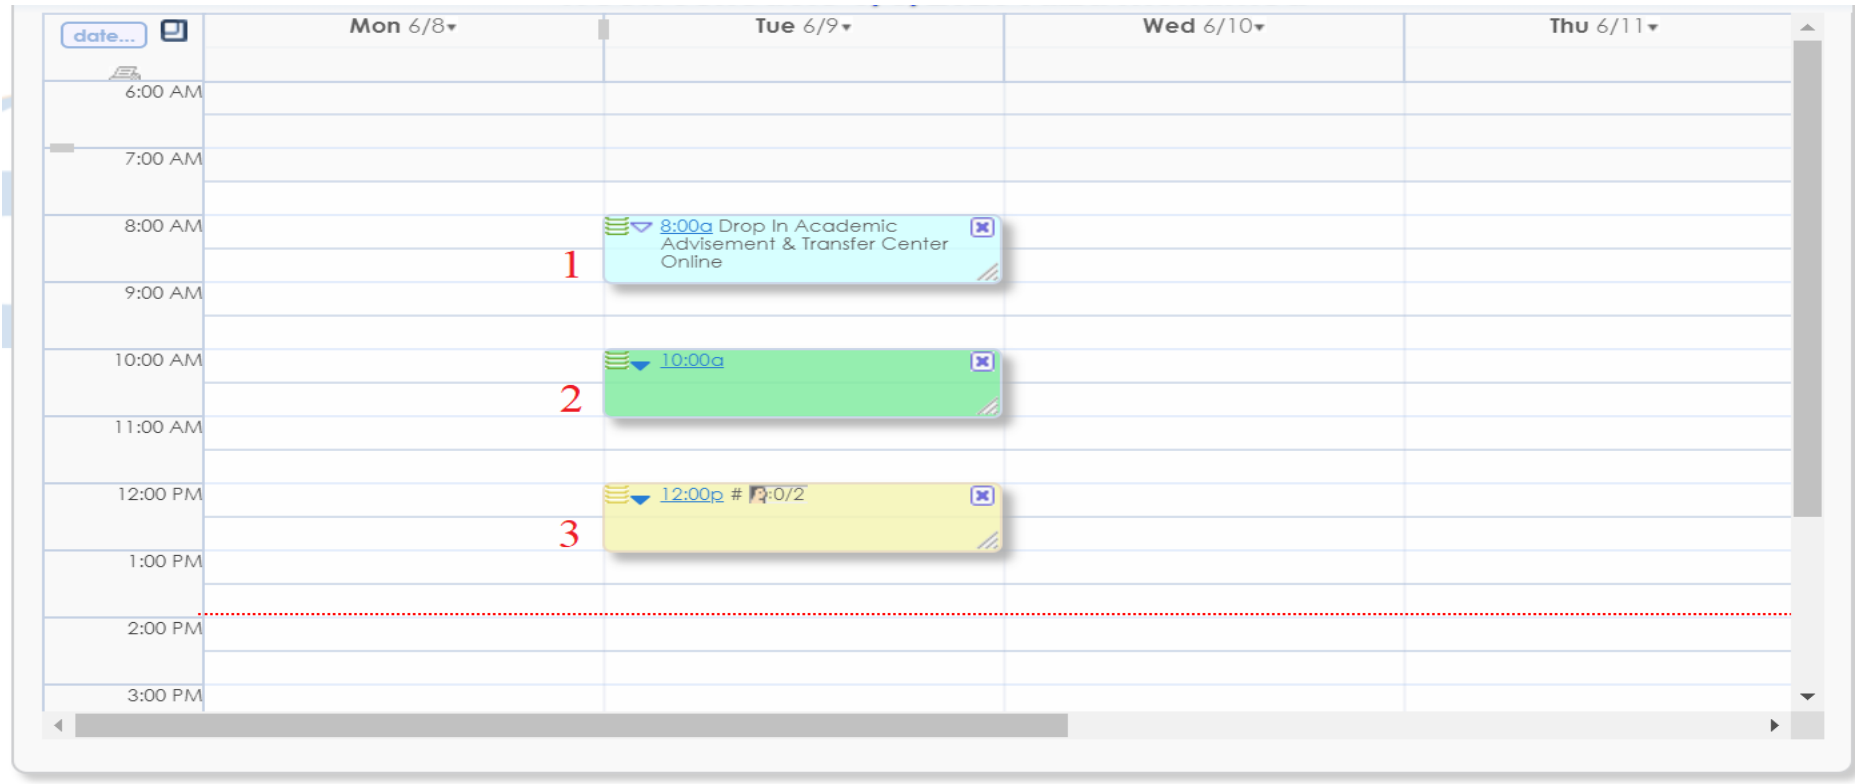 date...
Mon 6/8
Tue 6/9
Wed 6/10
Thu 6/11
6:00 AM
7:00 AM
8:00 AM
8:00a Drop In Academic
Advisement & Transfer Center
Online
1
9:00 AM
10:00 AM
10:00a
2
11:00 AM
12:00 PM
12:00p # :0/2
3
1:00 PM
2:00 PM
3:00 PM